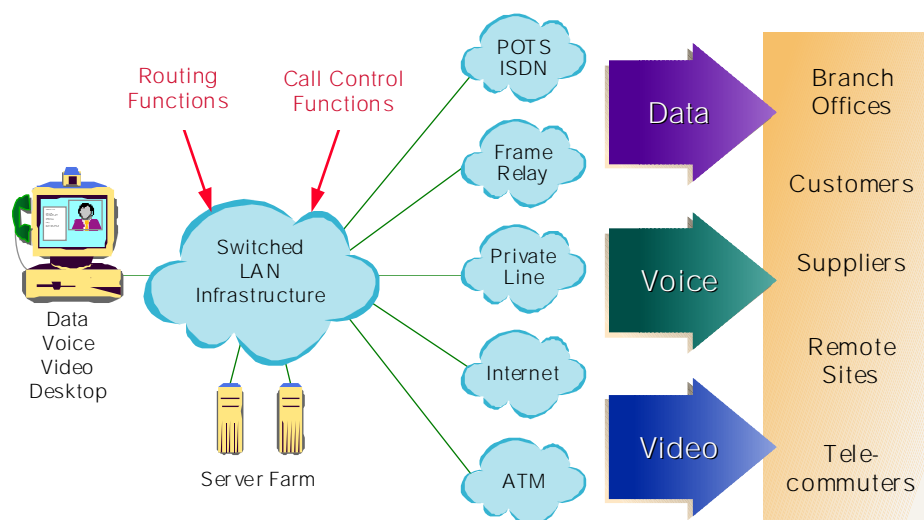 Routing
Functions
Call Control
Functions
Data
Voice
Video
Desktop
Switched
LAN
Infrastructure
Server Farm
POTS
ISDN
Frame
Relay
Private
Line
Internet
ATM
Data
Voice
Video
Branch
Offices
Customers
Suppliers
Remote
Sites
Tele-
commuters